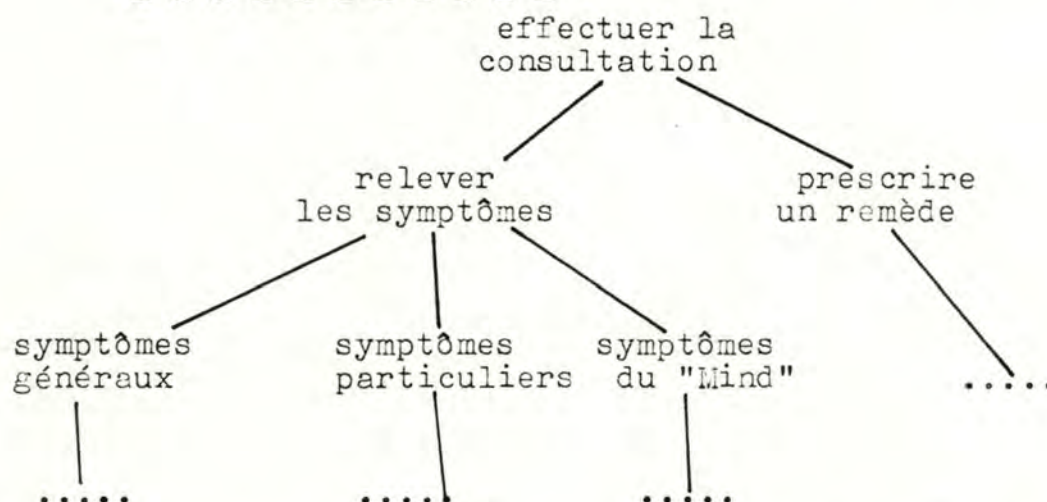 effectuer la
consultation
relever
les symptômes
prescrire
un remède
symptômes
généraux
symptômes
particuliers
symptômes
du "Mind"
.....
.....
.....
.....